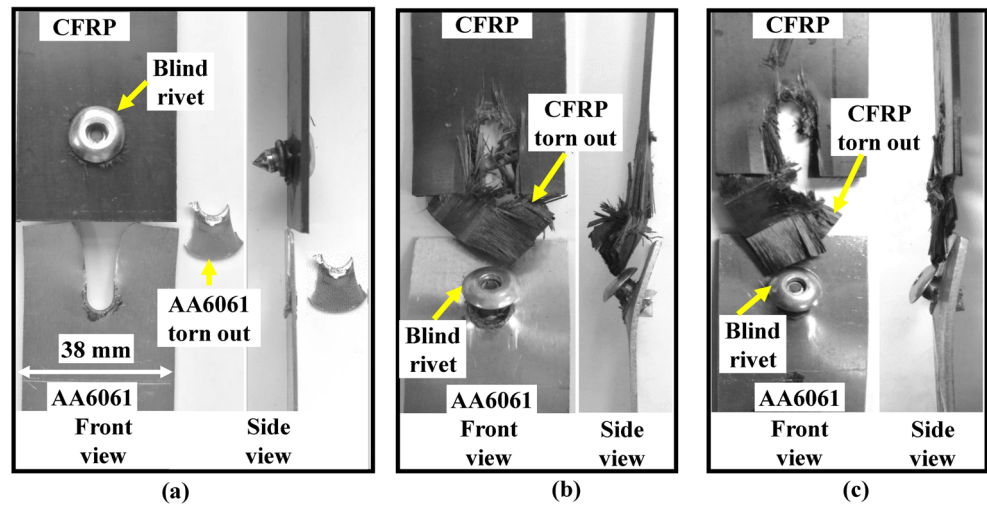 CFRP
Blind
rivet
AA6061
torn out
38 mm
AA6061
Front
view
Side
view
(a)
CFRP
CFRP
torn out
Blind
rivet
AA6061
Front
view
Side
view
(b)
CFRP
CFRP
torn out
Blind
rivet
AA6061
Front
view
Side
view
(c)